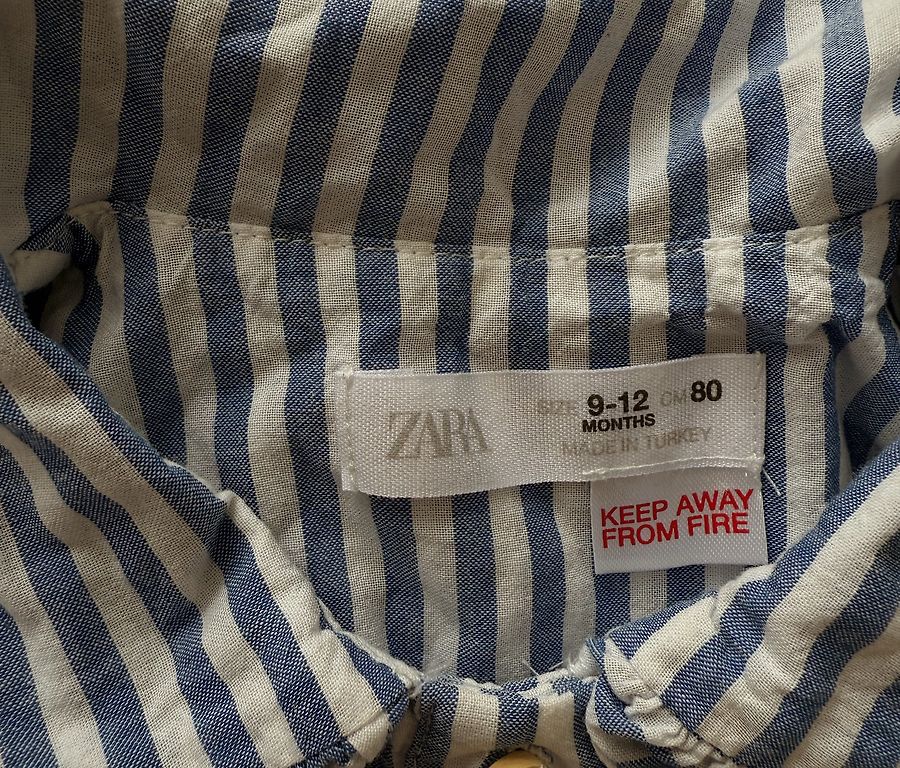 ZARA
SIZE 9-12 CM 80
MONTHS
MADE IN TURKEY
KEEP AWAY
FROM FIRE